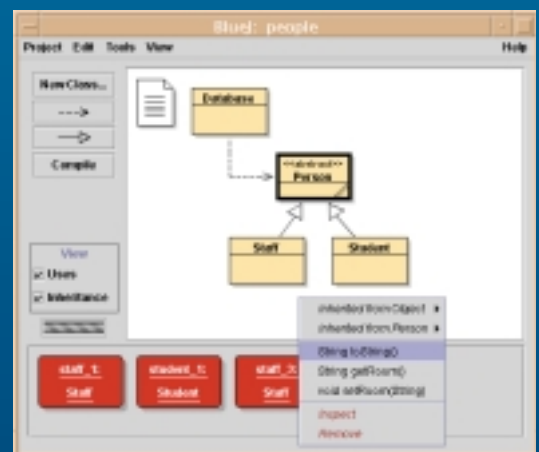 BlueJ: people
Project Edit Tools View Help
New Class...
Compile
View
Uses
Inheritance
Database
<<abstract>>
Person
Staff
Student
staff_1:
Staff
student_1:
Student
staff_2:
Staff
inherited from Object
inherited from Person
String toString()
String getRoom()
void setRoom(String)
Inspect
Remove